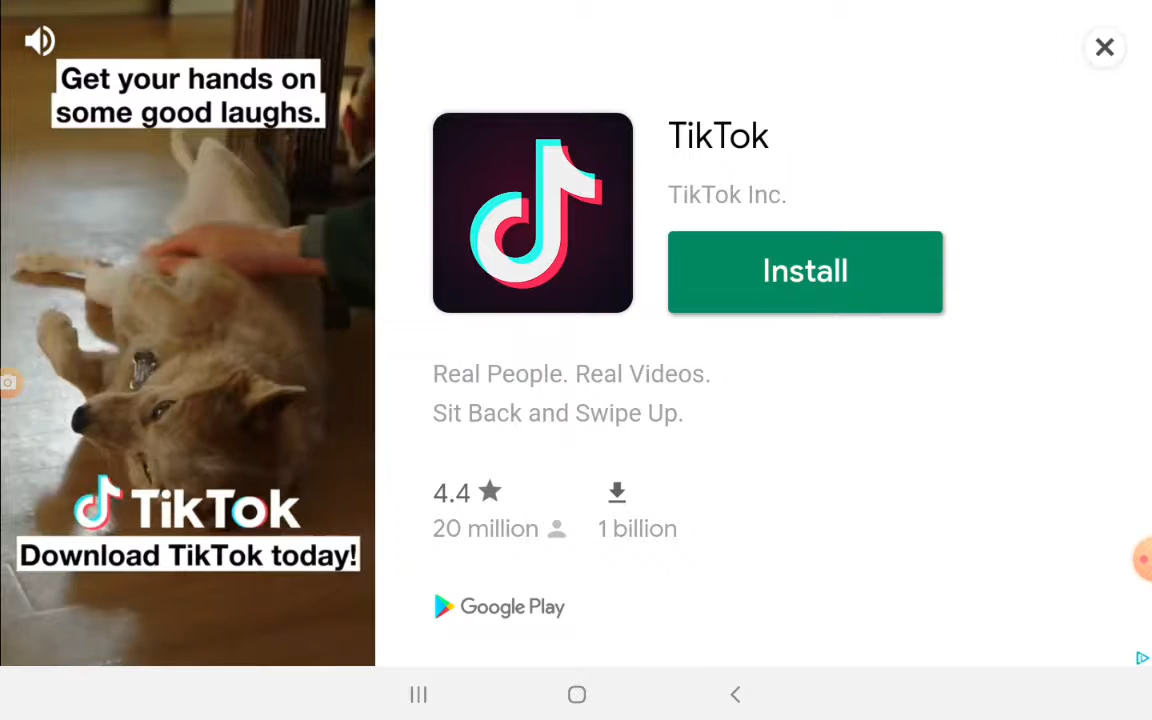 Get your hands on
some good laughs.
TikTok
Download TikTok today!
TikTok
TikTok Inc.
Install
Real People. Real Videos.
Sit Back and Swipe Up.
4.4
20 million
1 billion
Google Play